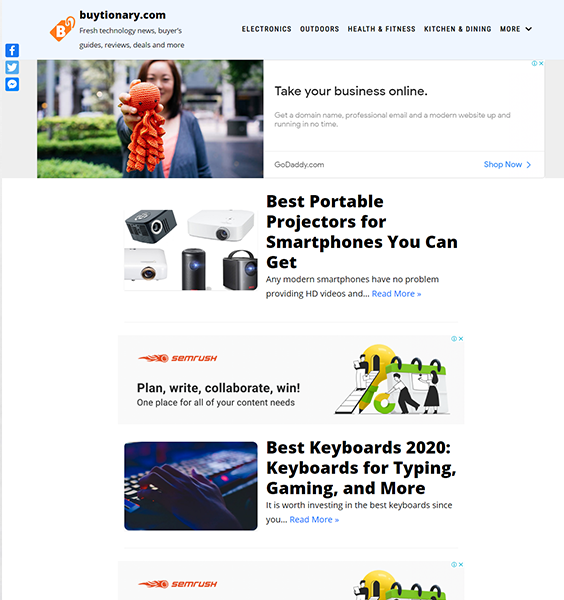 buytionary.com
Fresh technology news, buyer's
guides, reviews, deals and more
ELECTRONICS OUTDOORS HEALTH & FITNESS KITCHEN & DINING MORE
Take your business online.
Get a domain name, professional email and a modern website up and
running in no time.
GoDaddy.com Shop Now
Best Portable
Projectors for
Smartphones You Can
Get
Any modern smartphones have no problem
providing HD videos and... Read More »
SEMRUSH
Plan, write, collaborate, win!
One place for all of your content needs
Best Keyboards 2020:
Keyboards for Typing,
Gaming, and More
It is worth investing in the best keyboards since
you... Read More »
SEMRUSH